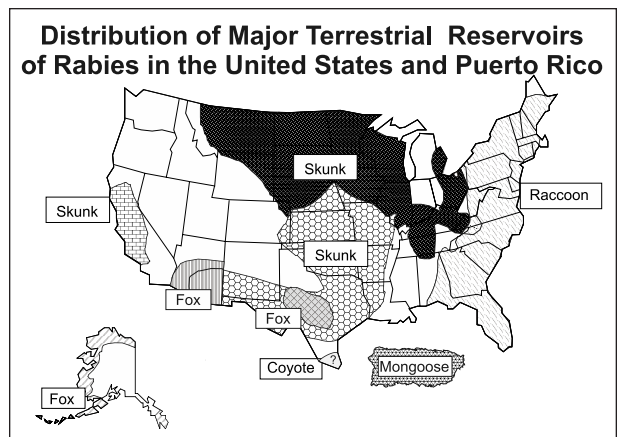 Distribution of Major Terrestrial Reservoirs
of Rabies in the United States and Puerto Rico
Skunk
Skunk
Raccoon
Skunk
Fox
Fox
Coyote
?
Mongoose
Fox